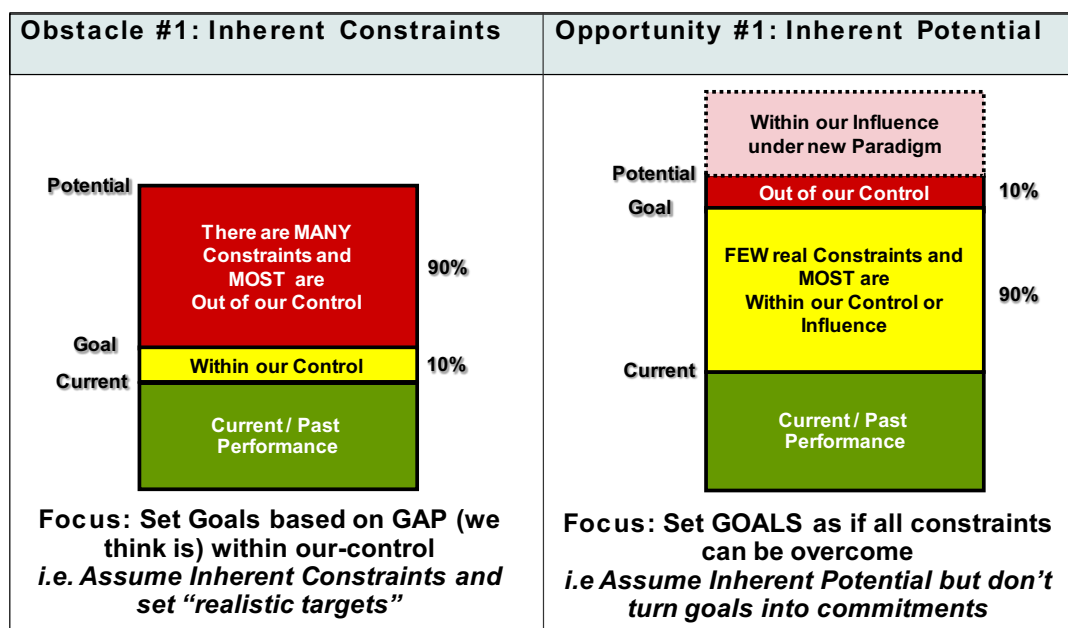 Obstacle #1: Inherent Constraints
Potential
There are MANY
Constraints and
MOST are
Out of our Control
90%
Goal
Within our Control
10%
Current
Current / Past
Performance
Focus: Set Goals based on GAP (we
think is) within our-control
i.e. Assume Inherent Constraints and
set “realistic targets”
Opportunity #1: Inherent Potential
Within our Influence
under new Paradigm
Potential
Out of our Control
10%
Goal
FEW real Constraints and
MOST are
Within our Control or
Influence
90%
Current
Current / Past
Performance
Focus: Set GOALS as if all constraints
can be overcome
i.e Assume Inherent Potential but don’t
turn goals into commitments